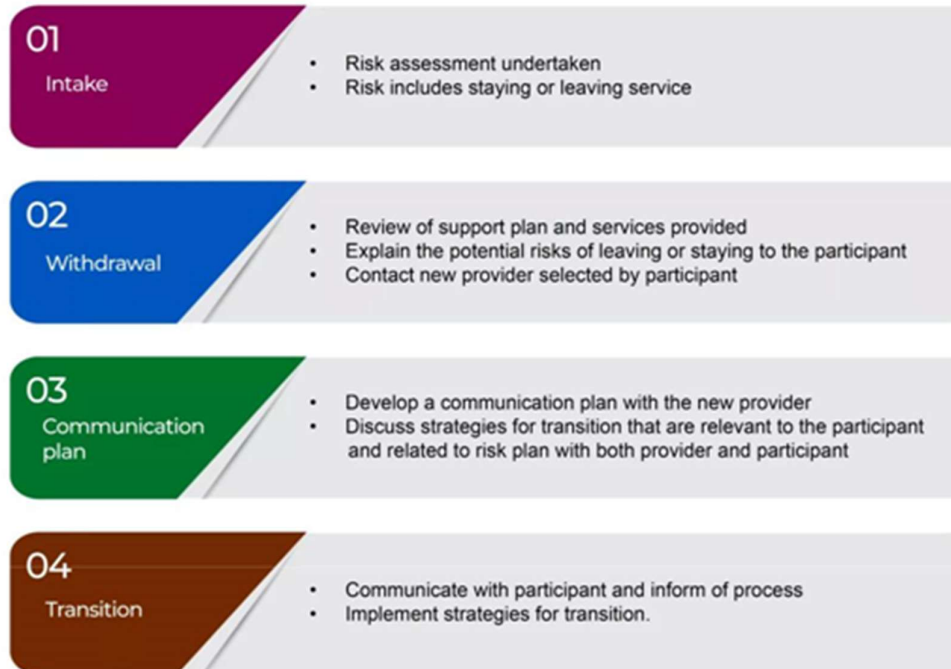 01
Intake
• Risk assessment undertaken
• Risk includes staying or leaving service
02
Withdrawal
• Review of support plan and services provided
• Explain the potential risks of leaving or staying to the participant
• Contact new provider selected by participant
03
Communication
plan
• Develop a communication plan with the new provider
• Discuss strategies for transition that are relevant to the participant
and related to risk plan with both provider and participant
04
Transition
• Communicate with participant and inform of process
• Implement strategies for transition.